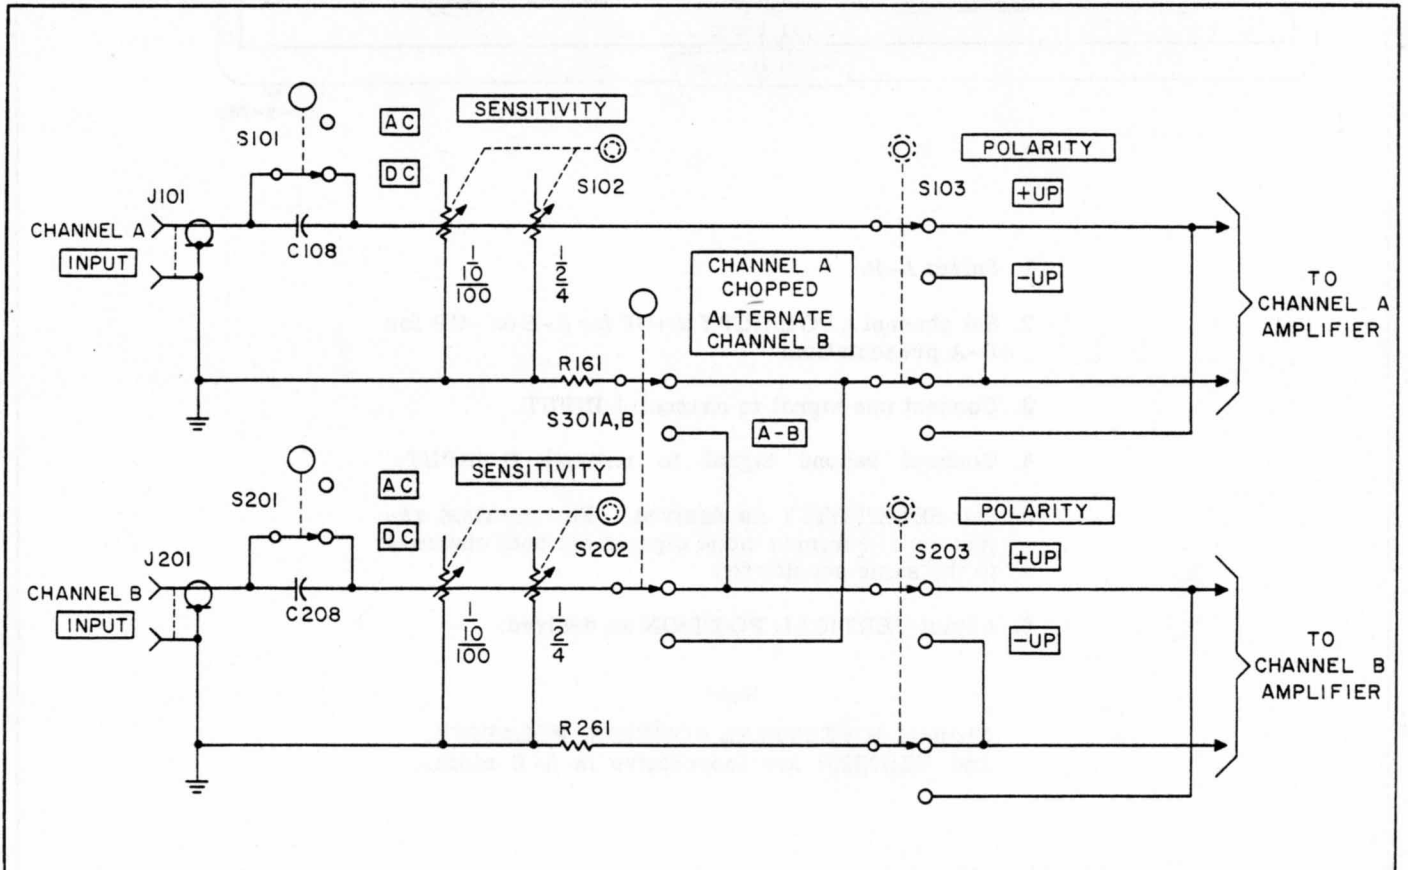 SENSITIVITY
S101
AC
DC
S102
POLARITY
S103
+UP
-UP
J101
CHANNEL A
INPUT
C108
1
10
100
1
2
4
CHANNEL A
CHOPPED
ALTERNATE
CHANNEL B
TO
CHANNEL A
AMPLIFIER
R161
S301A,B
A-B
SENSITIVITY
S201
AC
DC
S202
POLARITY
S203
+UP
-UP
J201
CHANNEL B
INPUT
C208
1
10
100
1
2
4
TO
CHANNEL B
AMPLIFIER
R261